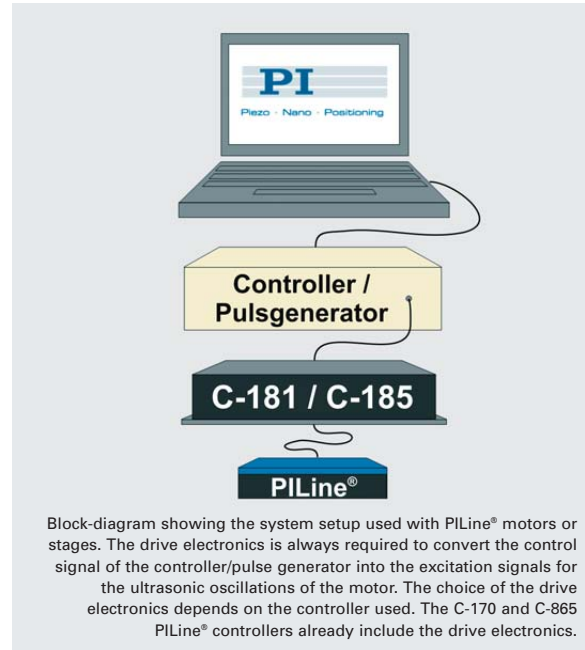 PI
Piezo · Nano · Positioning
Controller /
Pulsgenerator
C-181 / C-185
PILine®
Block-diagram showing the system setup used with PILine® motors or
stages. The drive electronics is always required to convert the control
signal of the controller/pulse generator into the excitation signals for
the ultrasonic oscillations of the motor. The choice of the drive
electronics depends on the controller used. The C-170 and C-865
PILine® controllers already include the drive electronics.